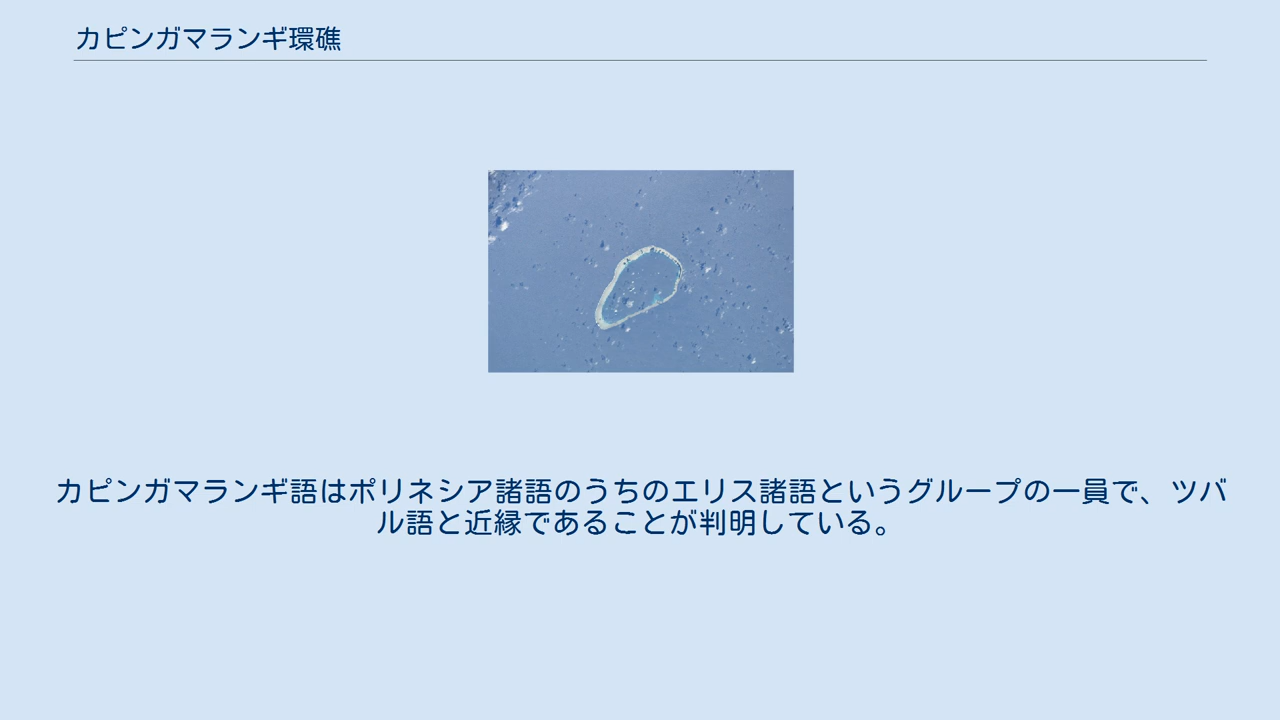 カピンガマランギ環礁
カピンガマランギ語はポリネシア諸語のうちのエリス諸語というグループの一員で、ツバ
ル語と近縁であることが判明している。